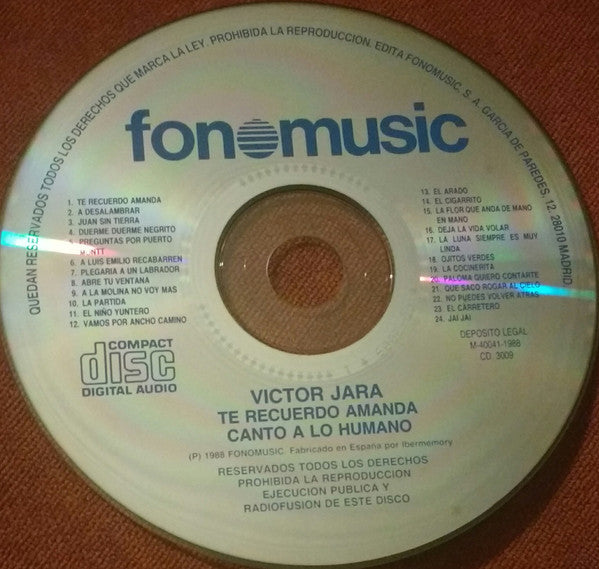 QUEDAN RESERVADOS TODOS LOS DERECHOS QUE MARCA LA LEY. PROHIBIDA LA REPRODUCCION. EDITA FONOMUSIC, S. A. GARCIA DE PAREDES, 12. 28010 MADRID
fonomusic
1. TE RECUERDO AMANDA
2. A DESALAMBRAR
3. JUAN SIN TIERRA
4. DUERME DUERME NEGRITO
5. PREGUNTAS POR PUERTO
MONTT
6. A LUIS EMILIO RECABARREN
7. PLEGARIA A UN LABRADOR
8. ABRE TU VENTANA
9. A LA MOLINA NO VOY MAS
10. LA PARTIDA
11. EL NIÑO YUNTERO
12. VAMOS POR ANCHO CAMINO
13. EL ARADO
14. EL CIGARRITO
15. LA FLOR QUE ANDA DE MANO
EN MANO
16. DEJA LA VIDA VOLAR
17. LA LUNA SIEMPRE ES MUY
LINDA
18. OJITOS VERDES
19. LA COCINERITA
20. PALOMA QUIERO CONTARTE
21. QUE SACO ROGAR AL CIELO
22. NO PUEDES VOLVER ATRAS
23. EL CARRETERO
24. JAI JAI
DEPOSITO LEGAL
M-40041-1988
CD. 3009
COMPACT
disc
DIGITAL AUDIO
VICTOR JARA
TE RECUERDO AMANDA
CANTO A LO HUMANO
(P) 1988 FONOMUSIC. Fabricado en España por Ibermemory
RESERVADOS TODOS LOS DERECHOS
PROHIBIDA LA REPRODUCCION
EJECUCION PUBLICA Y
RADIOFUSION DE ESTE DISCO